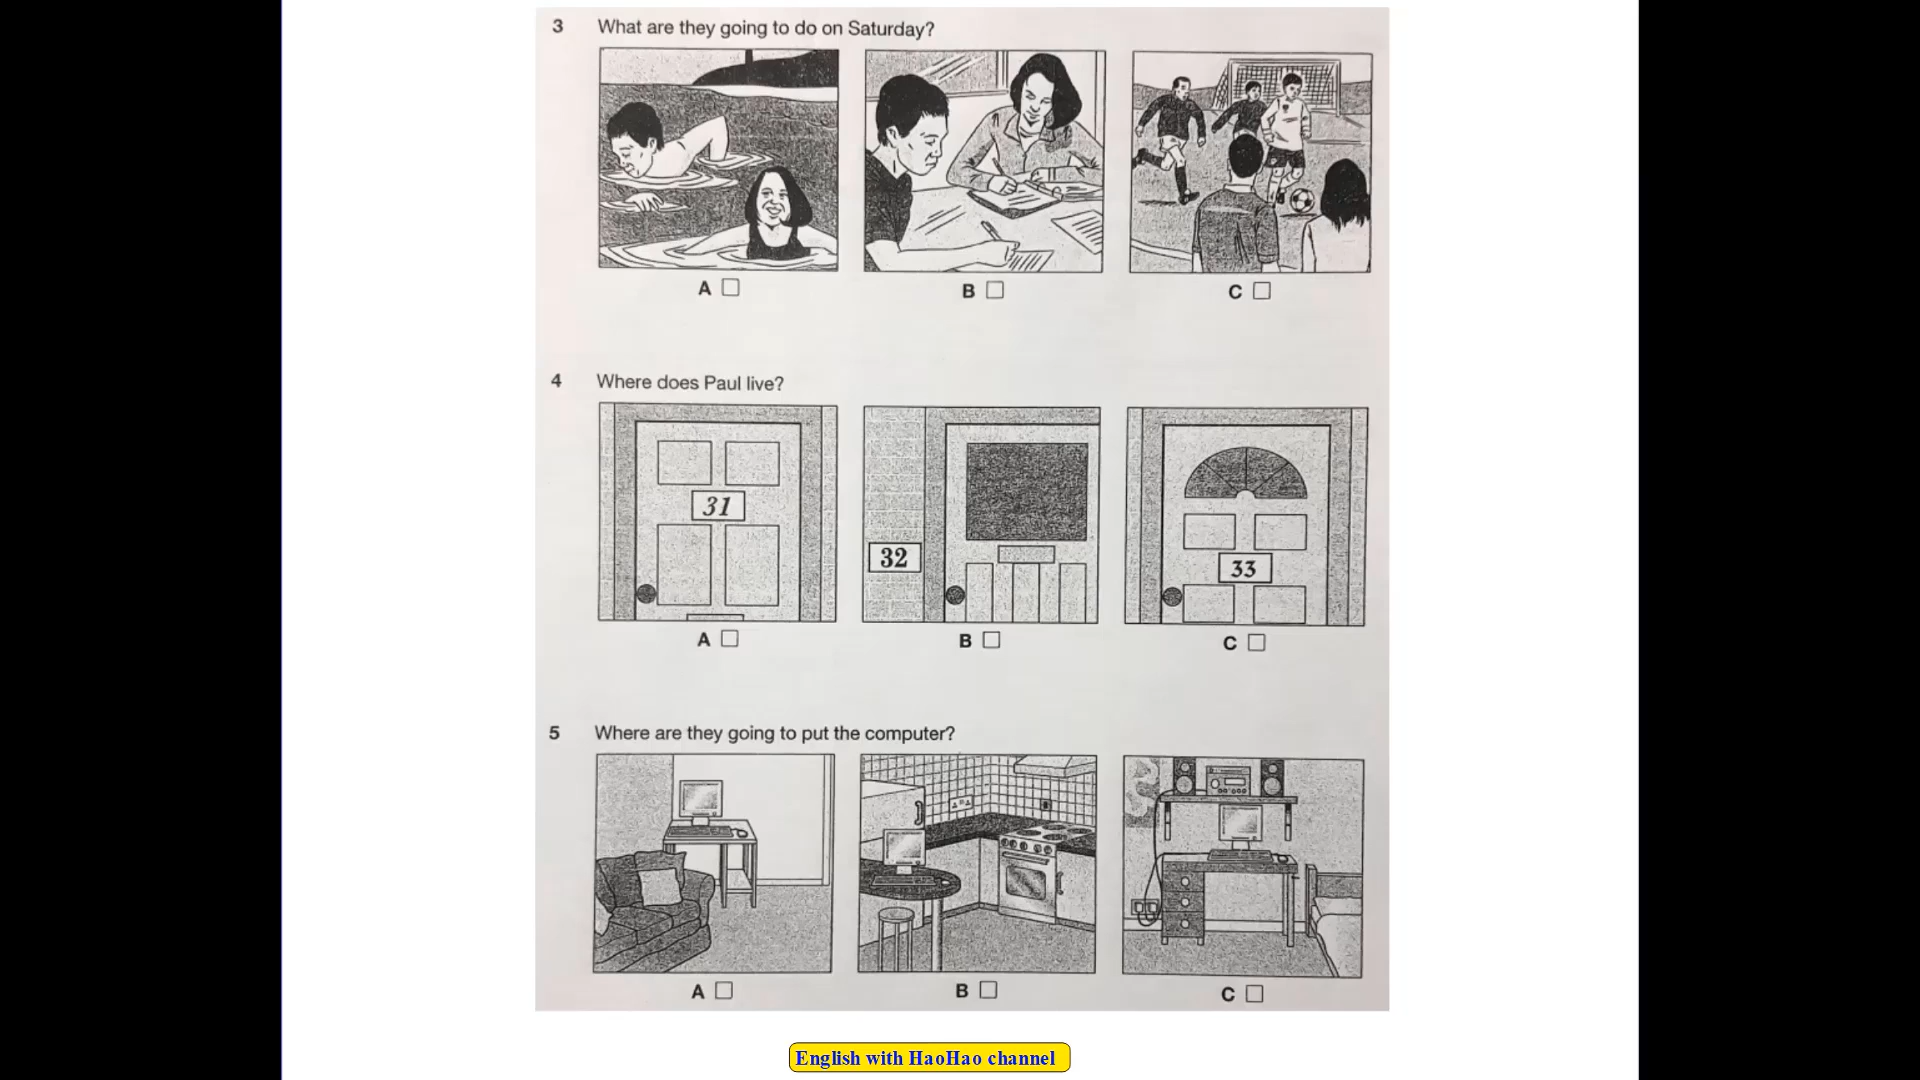 3 What are they going to do on Saturday?
A B C
4 Where does Paul live?
31
32
33
A B C
5 Where are they going to put the computer?
A B C
English with HaoHao channel